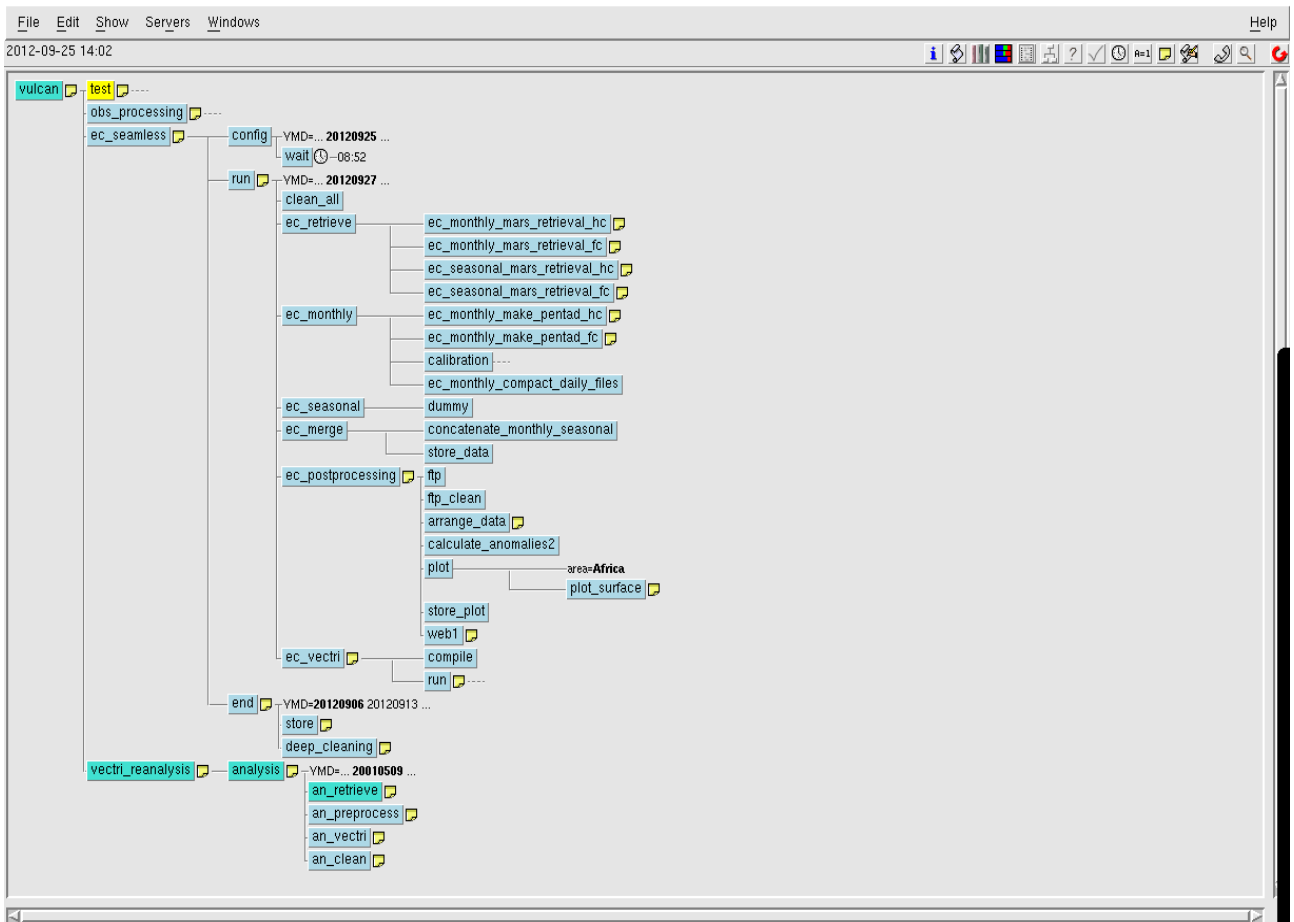 File Edit Show Servers Windows Help
2012-09-25 14:02 i ? A=1
vulcan test
obs_processing
ec_seamless config YMD=... 20120925 ...
wait 08:52
run YMD=... 20120927 ...
clean_all
ec_retrieve ec_monthly_mars_retrieval_hc
ec_monthly_mars_retrieval_fc
ec_seasonal_mars_retrieval_hc
ec_seasonal_mars_retrieval_fc
ec_monthly ec_monthly_make_pentad_hc
ec_monthly_make_pentad_fc
calibration
ec_monthly_compact_daily_files
ec_seasonal dummy
ec_merge concatenate_monthly_seasonal
store_data
ec_postprocessing ftp
ftp_clean
arrange_data
calculate_anomalies2
plot area=Africa
plot_surface
store_plot
web1
ec_vectri compile
run
end YMD=20120906 20120913 ...
store
deep_cleaning
vectri_reanalysis analysis YMD=... 20010509 ...
an_retrieve
an_preprocess
an_vectri
an_clean